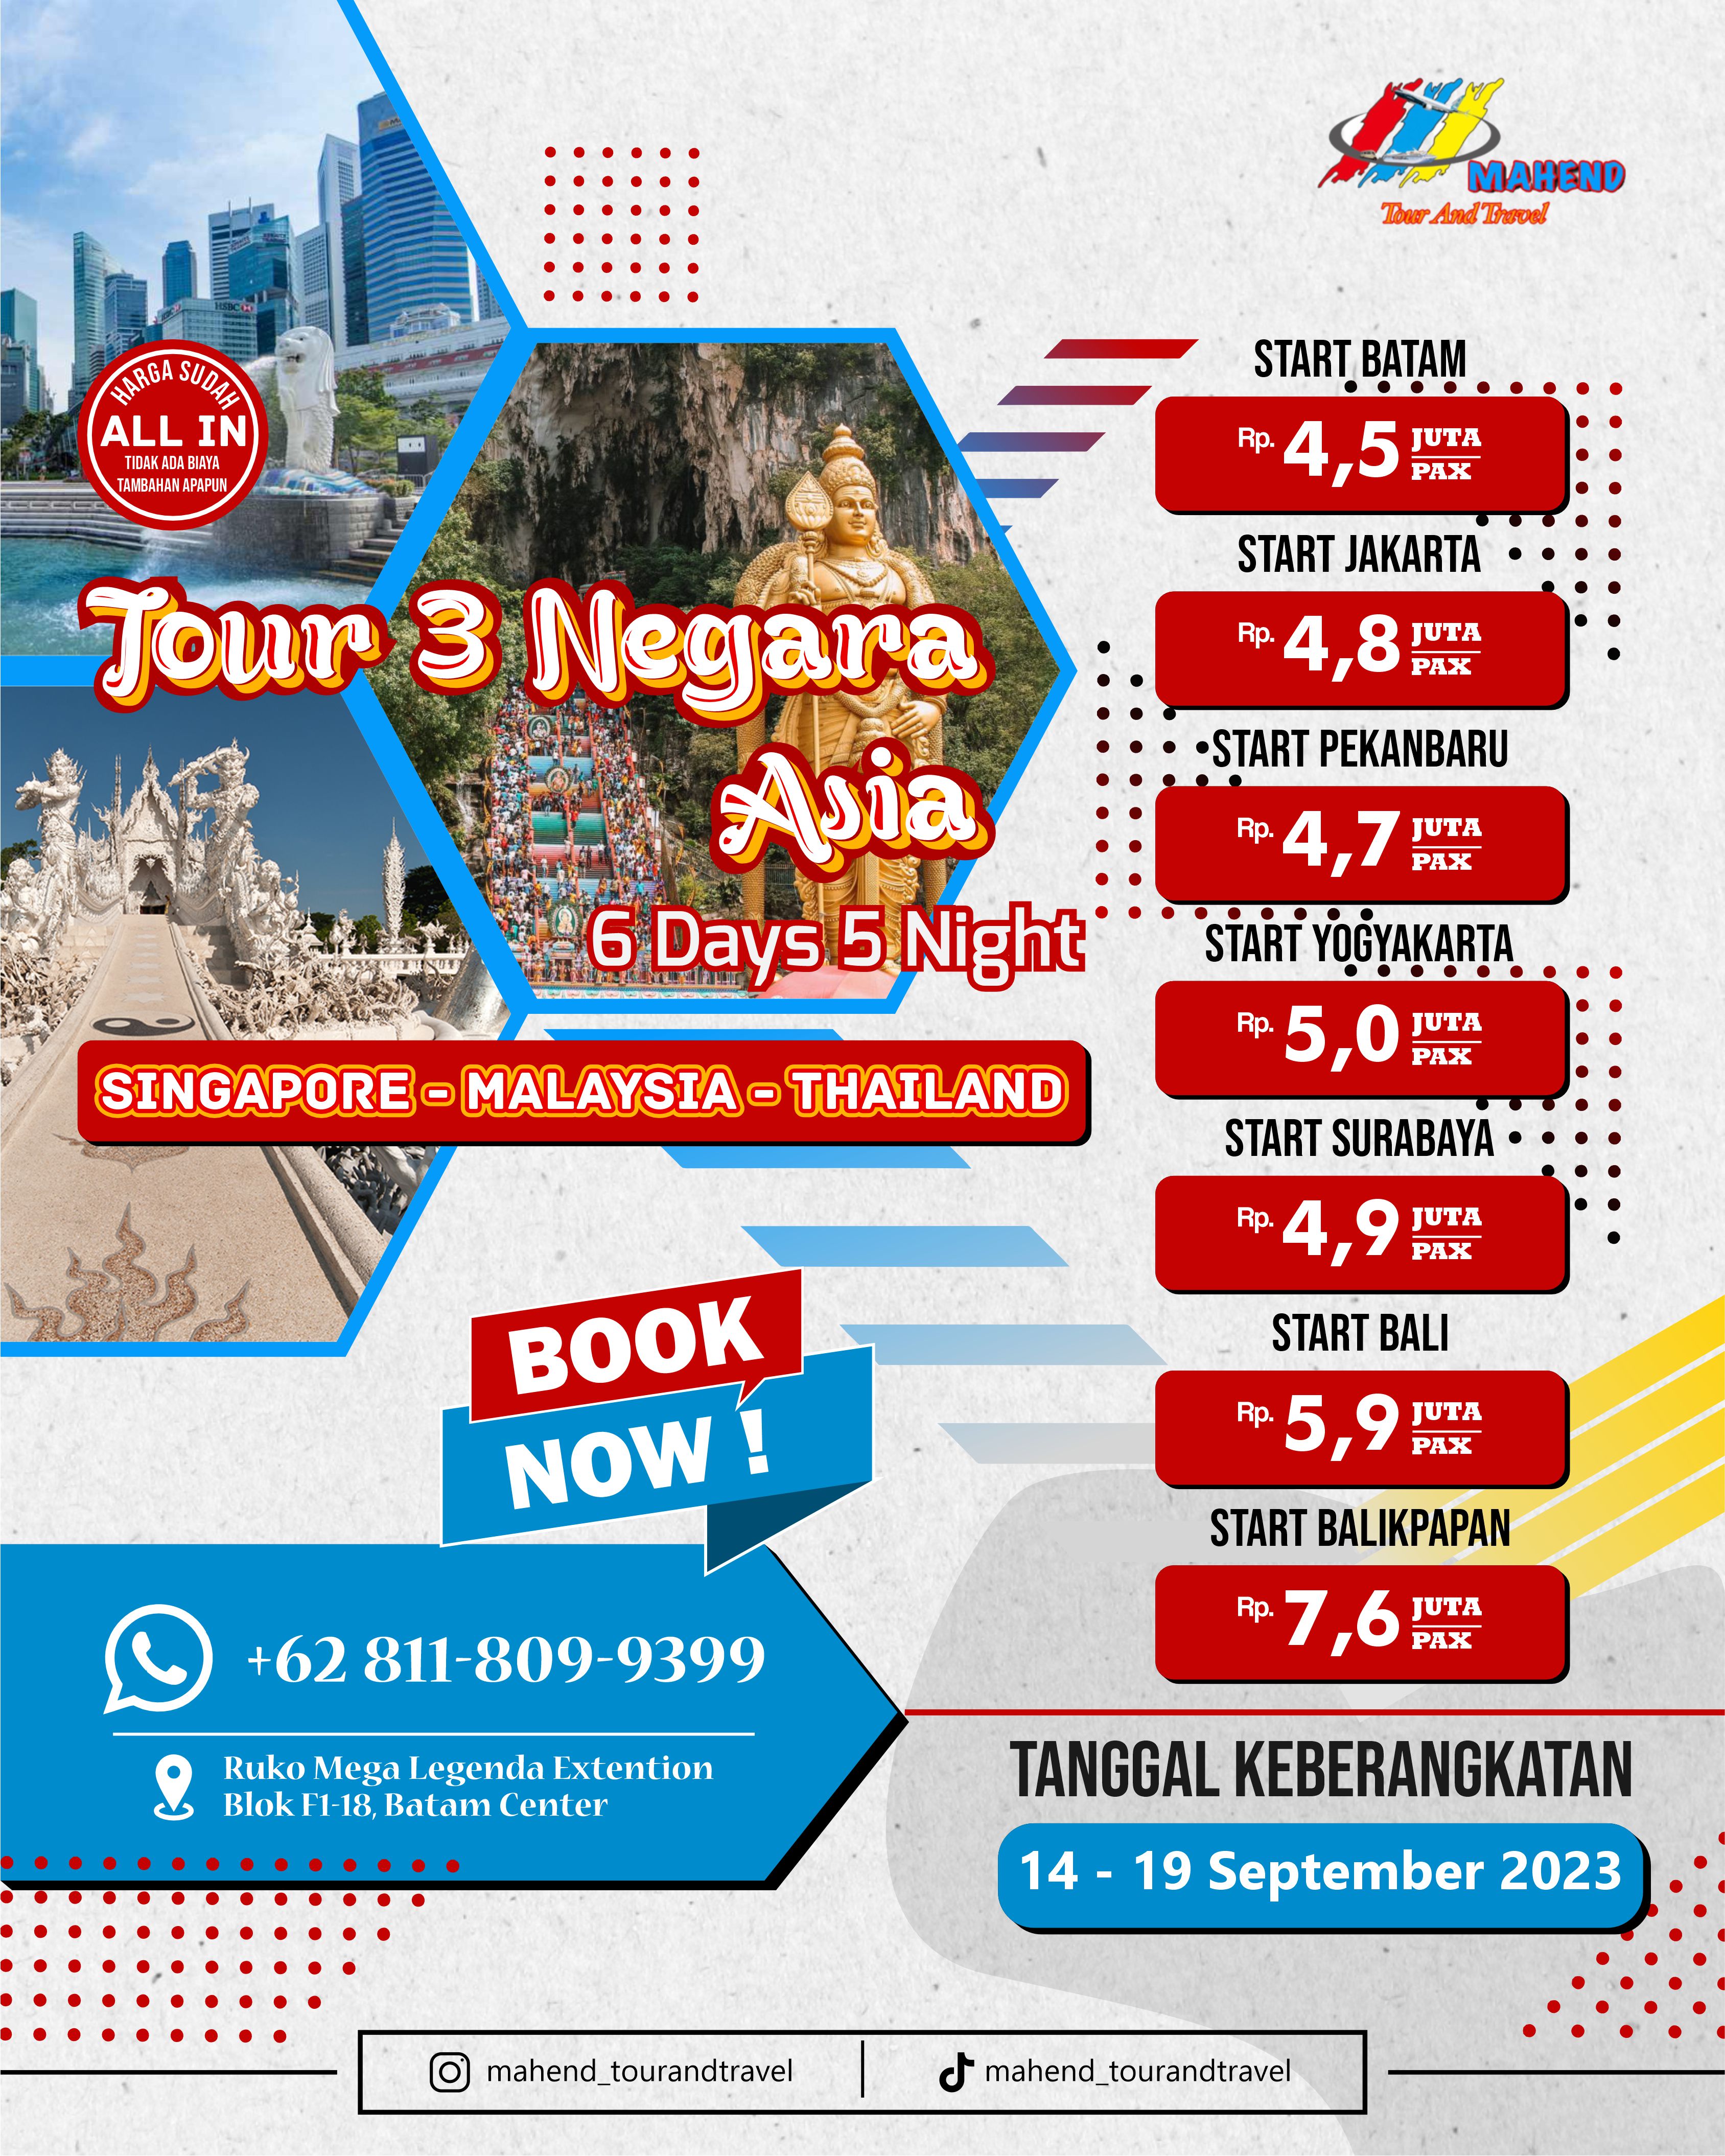 MAHEND
Tour And Travel
HSBC
HARGA SUDAH
ALL IN
TIDAK ADA BIAYA
TAMBAHAN APAPUN
Tour 3 Negara
Asia
6 Days 5 Night
SINGAPORE - MALAYSIA - THAILAND
START BATAM
Rp. 4,5 JUTA
PAX
START JAKARTA
Rp. 4,8 JUTA
PAX
START PEKANBARU
Rp. 4,7 JUTA
PAX
START YOGYAKARTA
Rp. 5,0 JUTA
PAX
START SURABAYA
Rp. 4,9 JUTA
PAX
START BALI
Rp. 5,9 JUTA
PAX
START BALIKPAPAN
Rp. 7,6 JUTA
PAX
BOOK
NOW !
+62 811-809-9399
Ruko Mega Legenda Extention
Blok F1-18, Batam Center
TANGGAL KEBERANGKATAN
14 - 19 September 2023
mahend_tourandtravel
mahend_tourandtravel